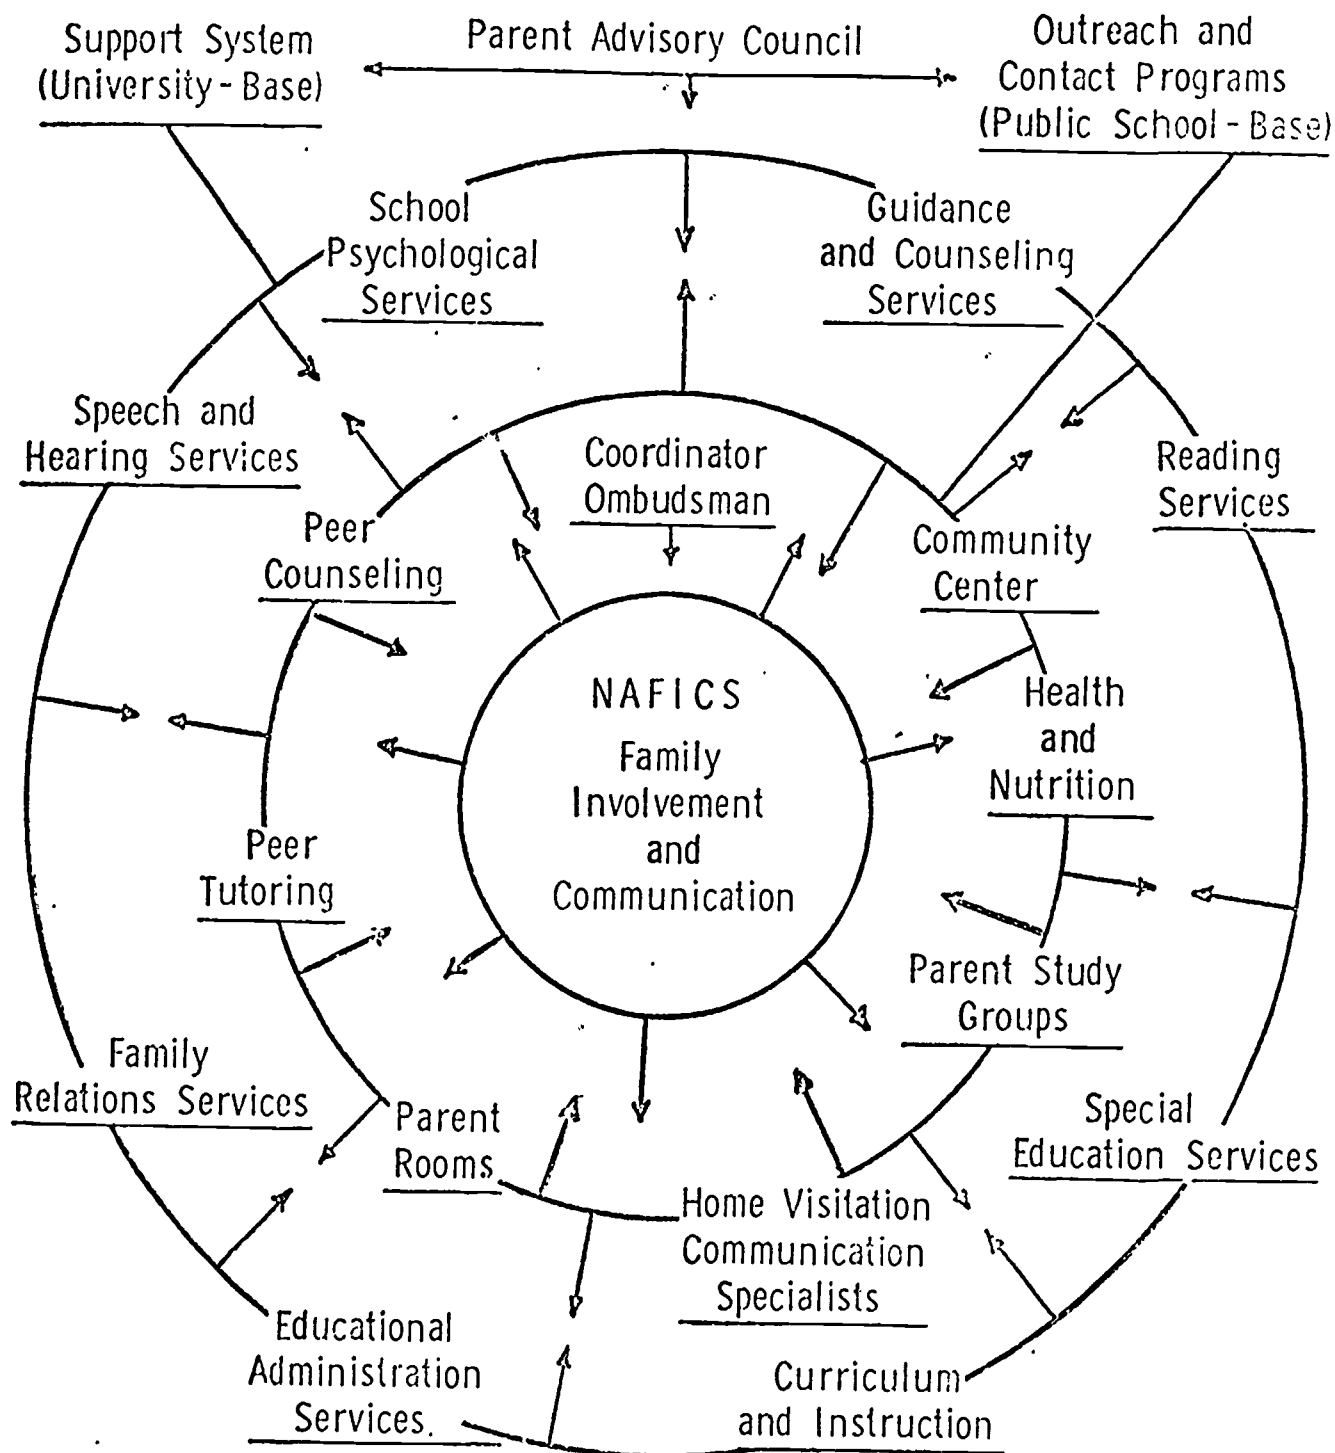 Support System
(University-Base)
Parent Advisory Council
Outreach and
Contact Programs
(Public School-Base)
School
Psychological
Services
Guidance
and Counseling
Services
Speech and
Hearing Services
Coordinator
Ombudsman
Reading
Services
Peer
Counseling
Community
Center
NAFICS
Family
Involvement
and
Communication
Health
and
Nutrition
Peer
Tutoring
Parent Study
Groups
Family
Relations Services
Parent
Rooms
Special
Education Services
Home Visitation
Communication
Specialists
Educational
Administration
Services.
Curriculum
and Instruction